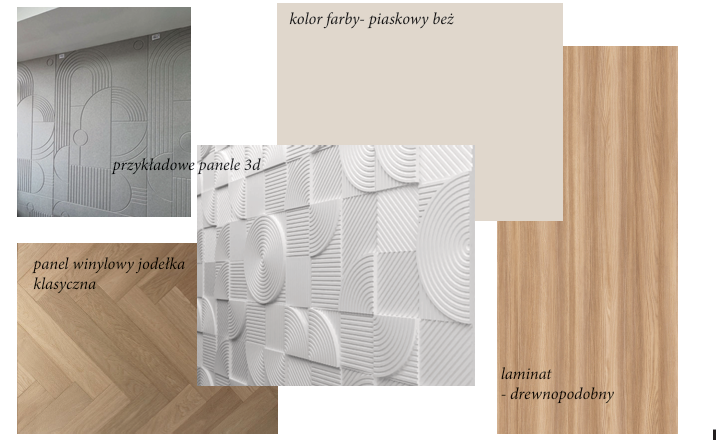 kolor farby- piaskowy beż
przykładowe panele 3d
panel winylowy jodełka
klasyczna
laminat
- drewnopodobny